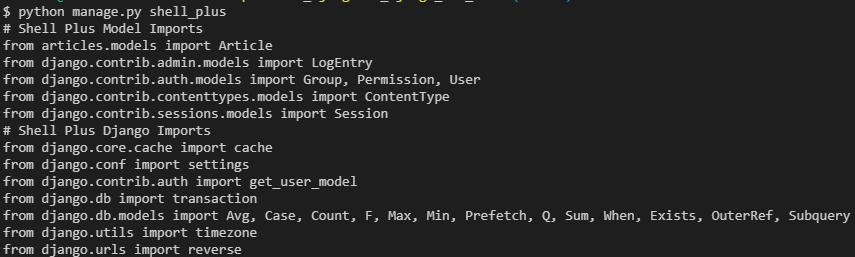 $ python manage.py shell_plus
# Shell Plus Model Imports
from articles.models import Article
from django.contrib.admin.models import LogEntry
from django.contrib.auth.models import Group, Permission, User
from django.contrib.contenttypes.models import ContentType
from django.contrib.sessions.models import Session
# Shell Plus Django Imports
from django.core.cache import cache
from django.conf import settings
from django.contrib.auth import get_user_model
from django.db import transaction
from django.db.models import Avg, Case, Count, F, Max, Min, Prefetch, Q, Sum, When, Exists, OuterRef, Subquery
from django.utils import timezone
from django.urls import reverse